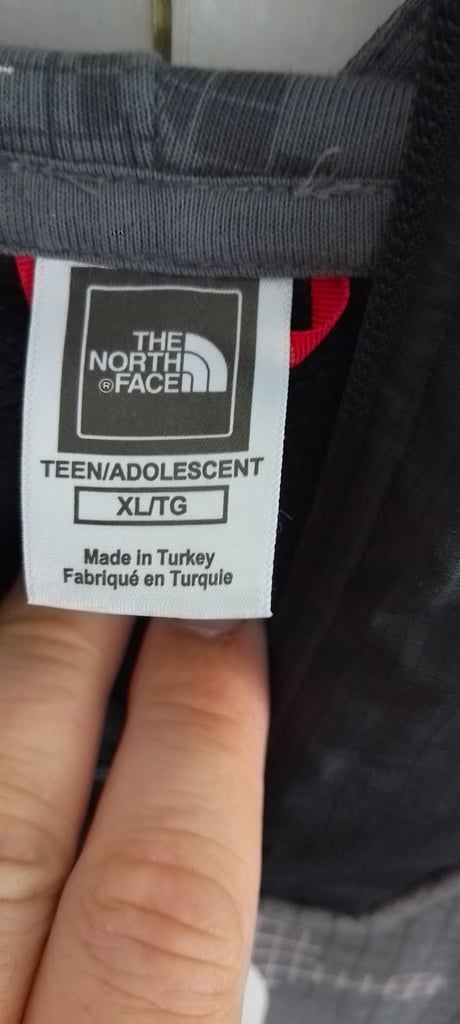 THE
NORTH
®FACE
TEEN/ADOLESCENT
XL/TG
Made in Turkey
Fabriqué en Turquie